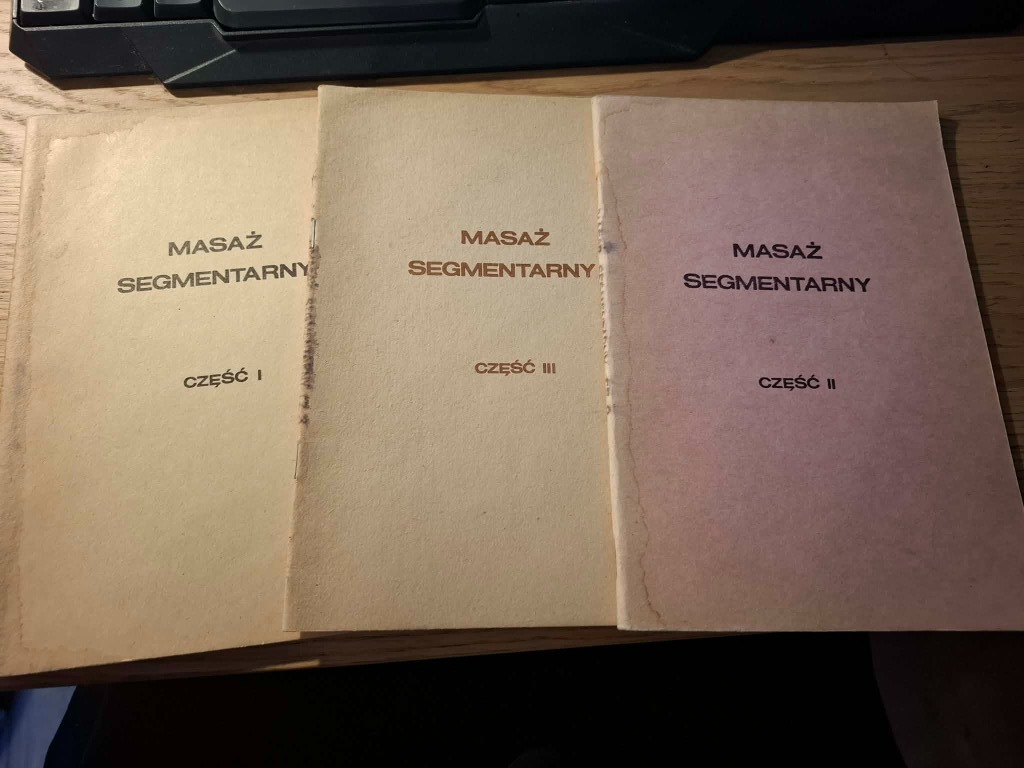 MASAŻ
SEGMENTARNY
CZĘŚĆ I
MASAŻ
SEGMENTARNY
CZĘŚĆ III
MASAŻ
SEGMENTARNY
CZĘŚĆ II